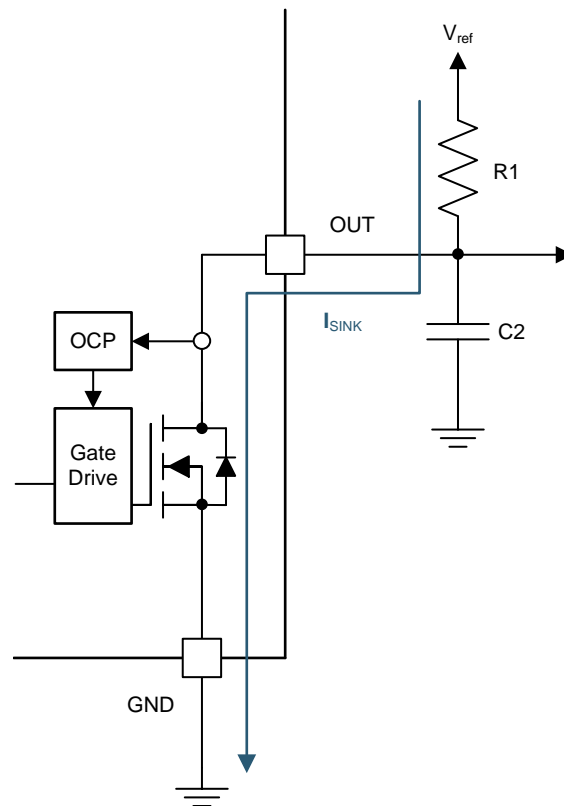 Vref
R1
OUT
ISINK
C2
OCP
Gate
Drive
GND